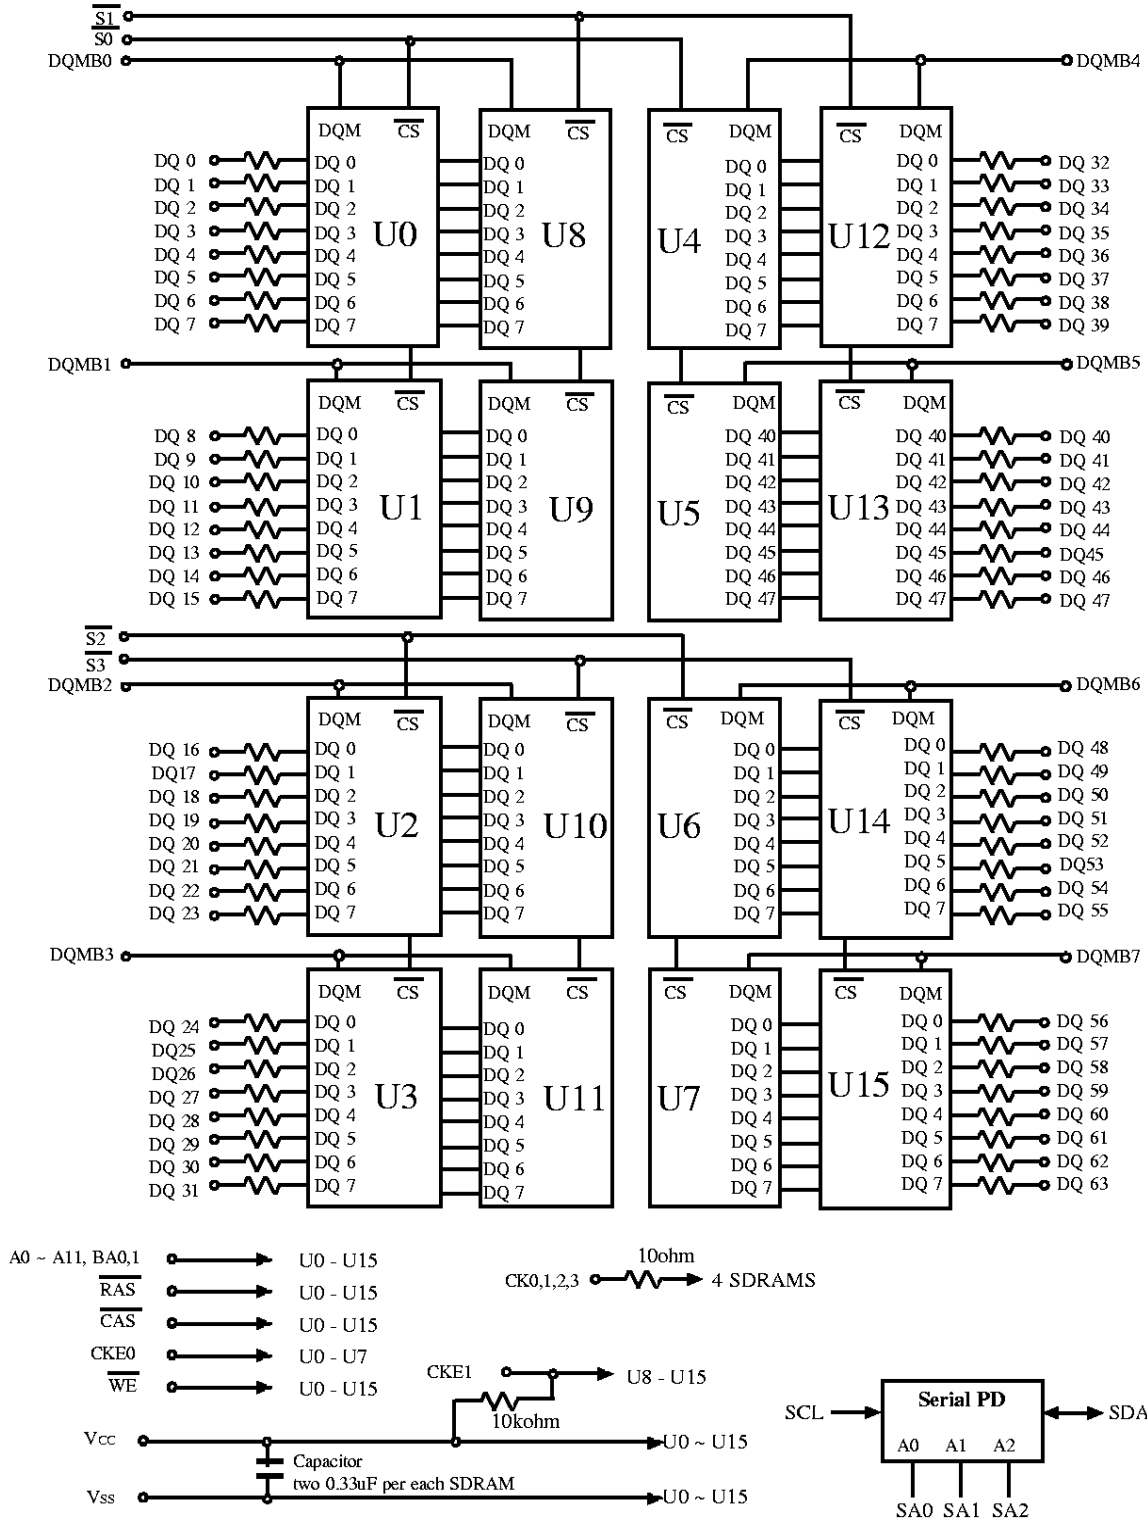 S1
S0
DQMB0 DQMB4
DQM CS CS DQM CS DQM
DQ 0 DQ 0 DQ 0 DQ 0 DQ 0 DQ 32
DQ 1 DQ 1 DQ 1 DQ 1 DQ 1 DQ 33
DQ 2 DQ 2 DQ 2 DQ 2 DQ 2 DQ 34
DQ 3 DQ 3 DQ 3 DQ 3 DQ 3 DQ 35
U0 U8 U4 U12
DQ 4 DQ 4 DQ 4 DQ 4 DQ 4 DQ 36
DQ 5 DQ 5 DQ 5 DQ 5 DQ 5 DQ 37
DQ 6 DQ 6 DQ 6 DQ 6 DQ 6 DQ 38
DQ 7 DQ 7 DQ 7 DQ 7 DQ 7 DQ 39
DQMB1 DQMB5
DQM CS CS CS DQM CS DQM
DQ 8 DQ 0 DQ 0 DQ 40 DQ 40 DQ 40
DQ 9 DQ 1 DQ 1 DQ 41 DQ 41 DQ 41
DQ 10 DQ 2 DQ 2 DQ 42 DQ 42 DQ 42
DQ 11 DQ 3 DQ 3 DQ 43 DQ 43 DQ 43
U1 U9 U5 U13
DQ 12 DQ 4 DQ 4 DQ 44 DQ 44 DQ 44
DQ 13 DQ 5 DQ 5 DQ 45 DQ 45 DQ45
DQ 14 DQ 6 DQ 6 DQ 46 DQ 46 DQ 46
DQ 15 DQ 7 DQ 7 DQ 47 DQ 47 DQ 47
S2
S3
DQMB2 DQMB6
DQM CS CS CS DQM CS DQM
DQ 16 DQ 0 DQ 0 DQ 0 DQ 0 DQ 48
DQ17 DQ 1 DQ 1 DQ 1 DQ 1 DQ 49
DQ 18 DQ 2 DQ 2 DQ 2 DQ 2 DQ 50
DQ 19 DQ 3 DQ 3 DQ 3 DQ 3 DQ 51
U2 U10 U6 U14
DQ 20 DQ 4 DQ 4 DQ 4 DQ 4 DQ 52
DQ 21 DQ 5 DQ 5 DQ 5 DQ 5 DQ53
DQ 22 DQ 6 DQ 6 DQ 6 DQ 6 DQ 54
DQ 23 DQ 7 DQ 7 DQ 7 DQ 7 DQ 55
DQMB3 DQMB7
DQM CS CS CS DQM CS DQM
DQ 24 DQ 0 DQ 0 DQ 0 DQ 0 DQ 56
DQ25 DQ 1 DQ 1 DQ 1 DQ 1 DQ 57
DQ26 DQ 2 DQ 2 DQ 2 DQ 2 DQ 58
DQ 27 DQ 3 DQ 3 DQ 3 DQ 3 DQ 59
U3 U11 U7 U15
DQ 28 DQ 4 DQ 4 DQ 4 DQ 4 DQ 60
DQ 29 DQ 5 DQ 5 DQ 5 DQ 5 DQ 61
DQ 30 DQ 6 DQ 6 DQ 6 DQ 6 DQ 62
DQ 31 DQ 7 DQ 7 DQ 7 DQ 7 DQ 63
A0 ~ A11, BA0,1 U0 - U15
RAS U0 - U15
CAS U0 - U15
CKE0 U0 - U7
WE U0 - U15
10ohm
CK0,1,2,3 4 SDRAMS
CKE1 U8 - U15
10kohm
Vcc U0 ~ U15
Capacitor
two 0.33uF per each SDRAM
Vss U0 ~ U15
Serial PD
SCL SDA
A0 A1 A2
SA0 SA1 SA2